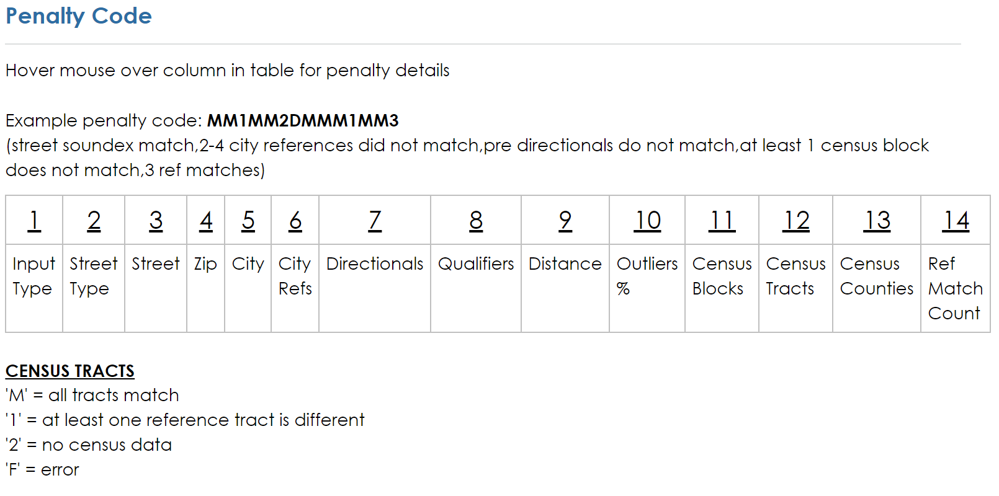 Penalty Code
Hover mouse over column in table for penalty details
Example penalty code: MM1MM2DMMM1MM3
(street soundex match,2-4 city references did not match,pre directionals do not match,at least 1 census block
does not match,3 ref matches)
1 2 3 4 5 6 7 8 9 10 11 12 13 14
Input Street Street Zip City City Directionals Qualifiers Distance Outliers Census Census Census Ref
Type Type Refs % Blocks Tracts Counties Match
Count
CENSUS TRACTS
'M' = all tracts match
'1' = at least one reference tract is different
'2' = no census data
'F' = error